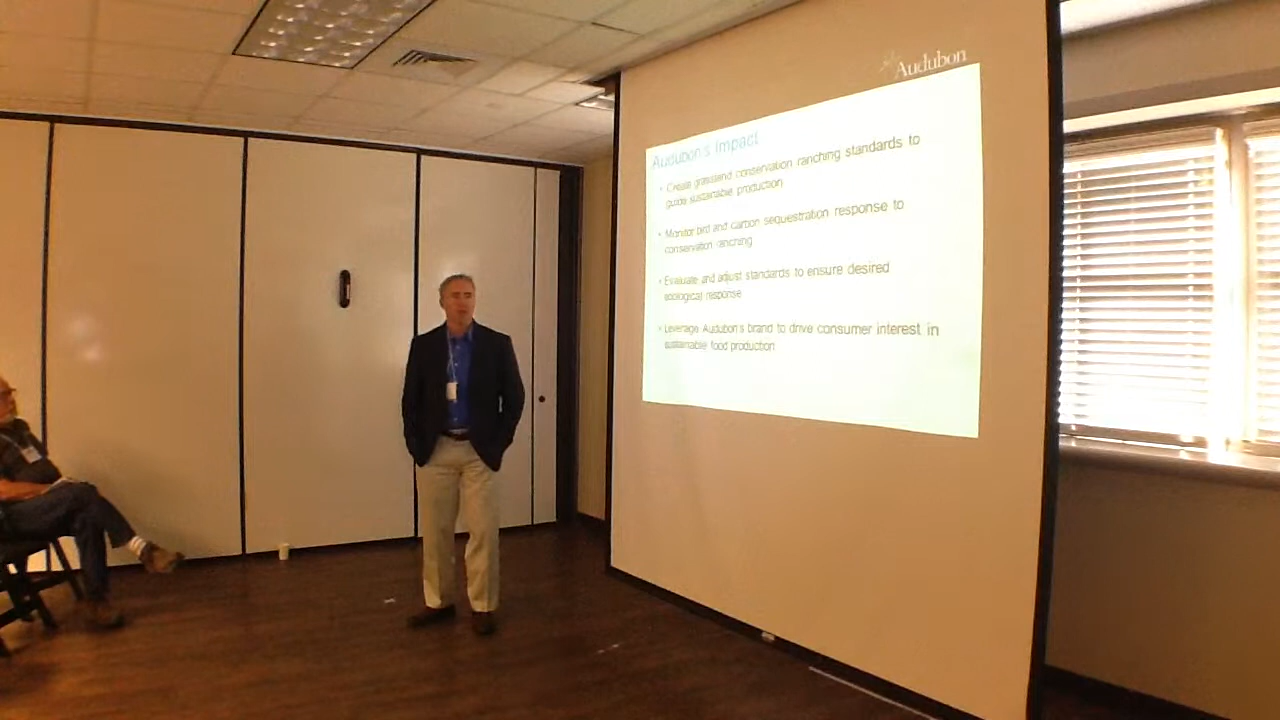 Audubon
Audubon's Impact
• Create grassland conservation ranching standards to
guide sustainable production
• Monitor bird and carbon sequestration response to
conservation ranching
• Evaluate and adjust standards to ensure desired
ecological response
• Leverage Audubon's brand to drive consumer interest in
sustainable food production